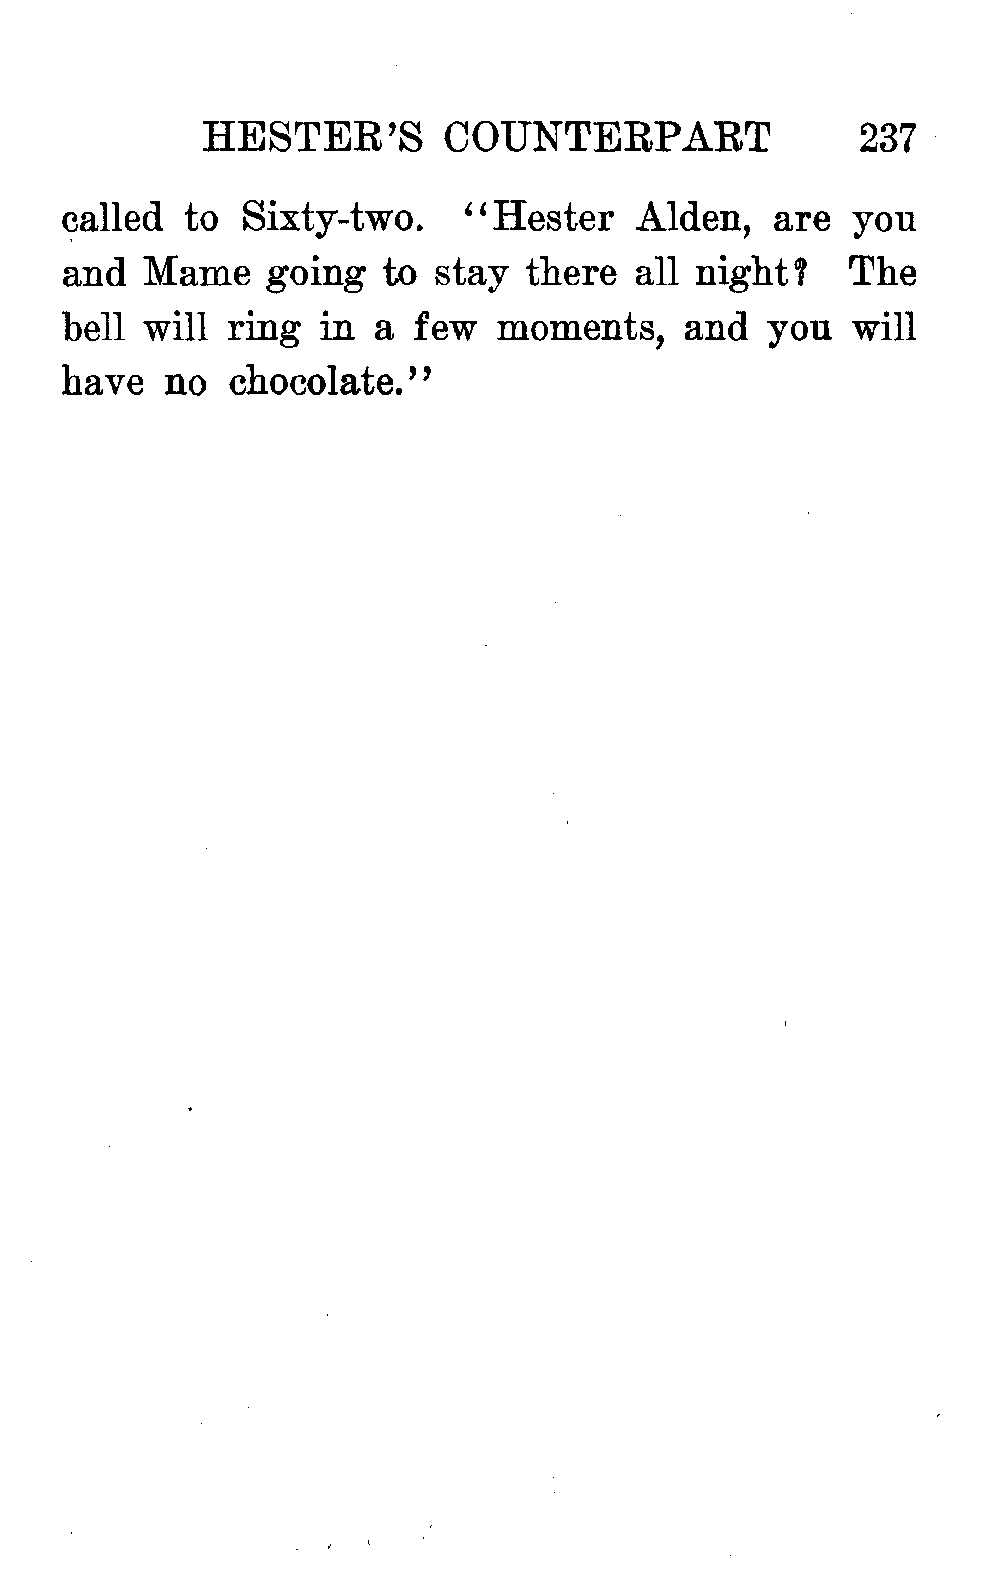 HESTER'S COUNTERPART 237
called to Sixty-two. "Hester Alden, are you
and Mame going to stay there all night? The
bell will ring in a few moments, and you will
have no chocolate."